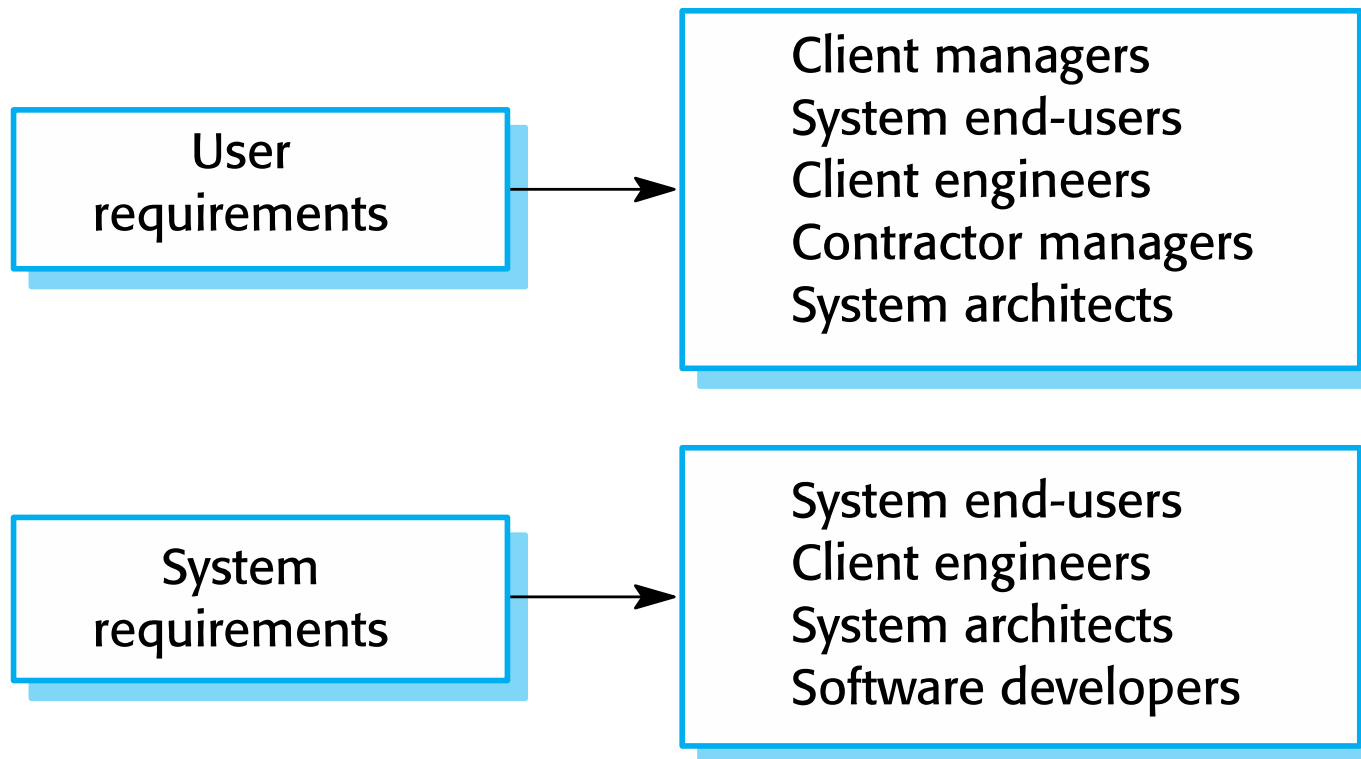 User
requirements
Client managers
System end-users
Client engineers
Contractor managers
System architects
System
requirements
System end-users
Client engineers
System architects
Software developers